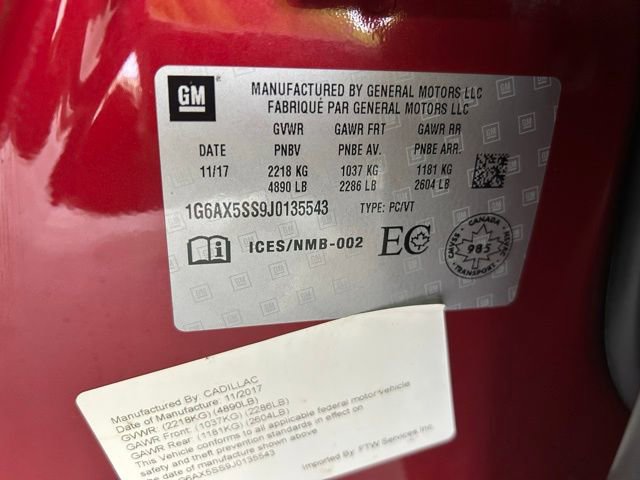 GM
MANUFACTURED BY GENERAL MOTORS LLC
FABRIQUÉ PAR GENERAL MOTORS LLC
GVWR GAWR FRT GAWR RR
DATE PNBV PNBE AV. PNBE ARR.
11/17 2218 KG 1037 KG 1181 KG
4890 LB 2286 LB 2604 LB
1G6AX5SS9J0135543 TYPE: PC/VT
ICES/NMB-002 EC
CANADA
CMVSS 985 NSVAC
TRANSPORT
Manufactured By: CADILLAC
Date of Manufacture: 11/2017
GVWR: (2218KG) (4890LB)
GAWR Front: (1037KG) (2286LB)
GAWR Rear: (1181KG) (2604LB)
This Vehicle conforms to all applicable federal motor vehicle
safety and theft prevention standards in effect on
the date of manufacture shown above
1G6AX5SS9J0135543 Imported By: FTW Services Inc.